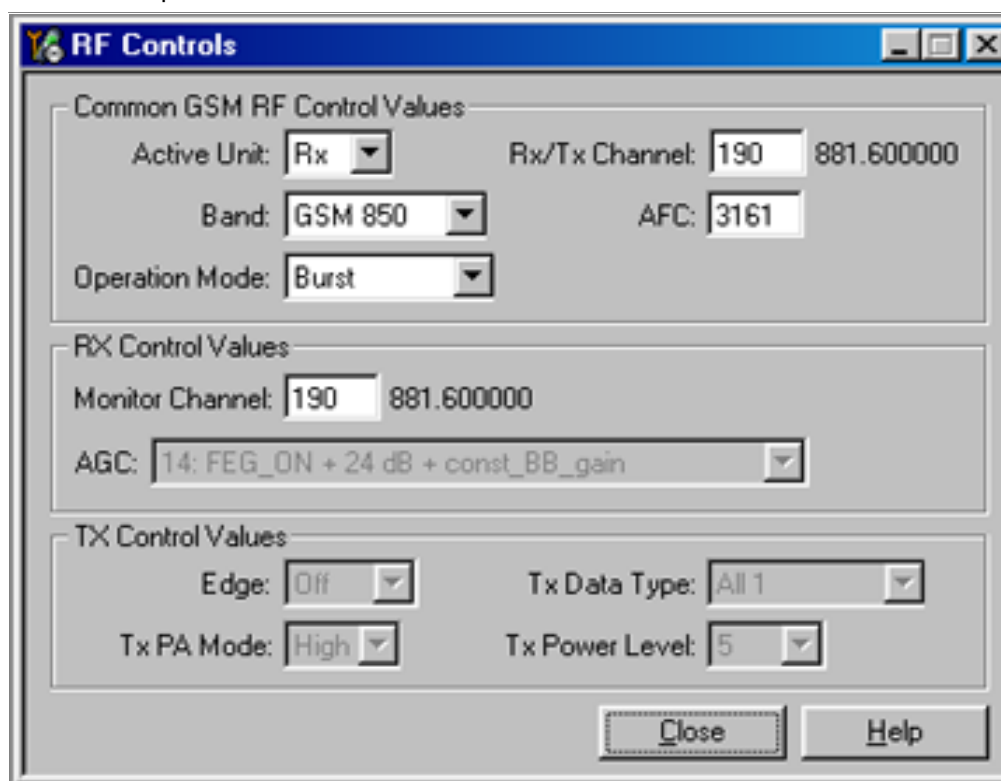 RF Controls
Common GSM RF Control Values
Active Unit: Rx Rx/Tx Channel: 190 881.600000
Band: GSM 850 AFC: 3161
Operation Mode: Burst
RX Control Values
Monitor Channel: 190 881.600000
AGC: 14: FEG_ON + 24 dB + const_BB_gain
TX Control Values
Edge: Off Tx Data Type: All 1
Tx PA Mode: High Tx Power Level: 5
Close Help